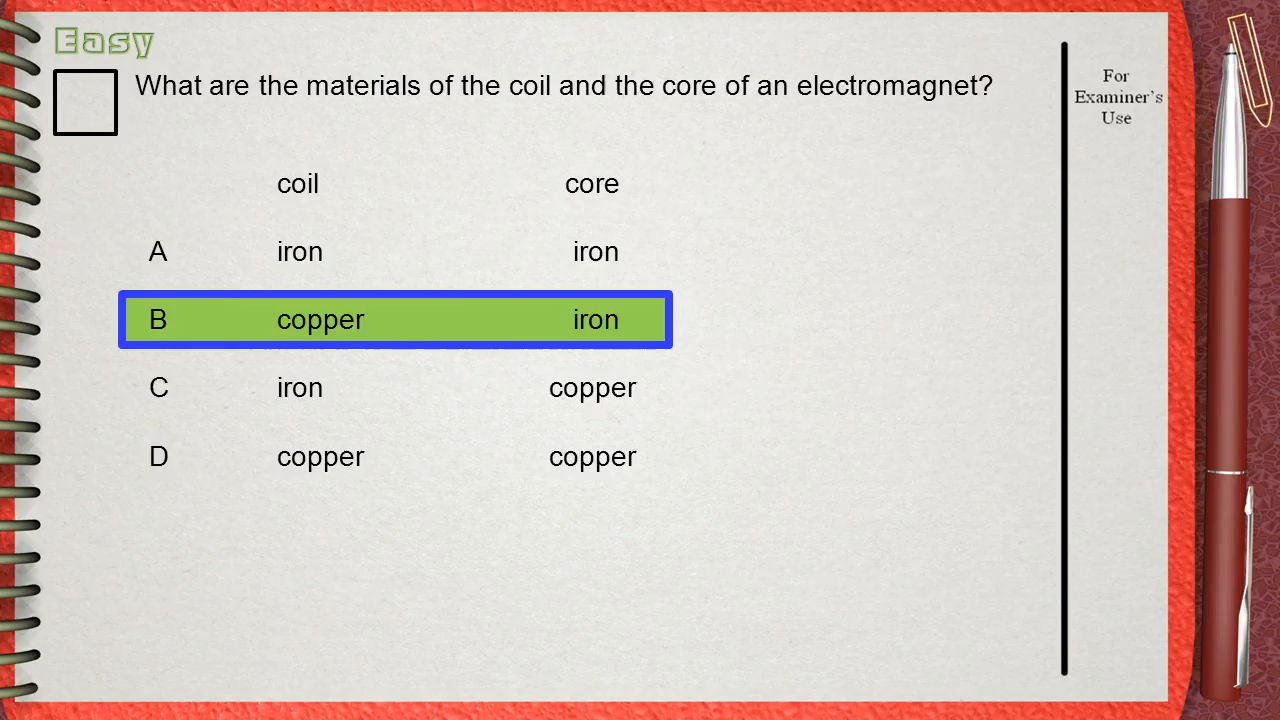 Easy
What are the materials of the coil and the core of an electromagnet?
For
Examiner's
Use
coil core
A iron iron
B copper iron
C iron copper
D copper copper